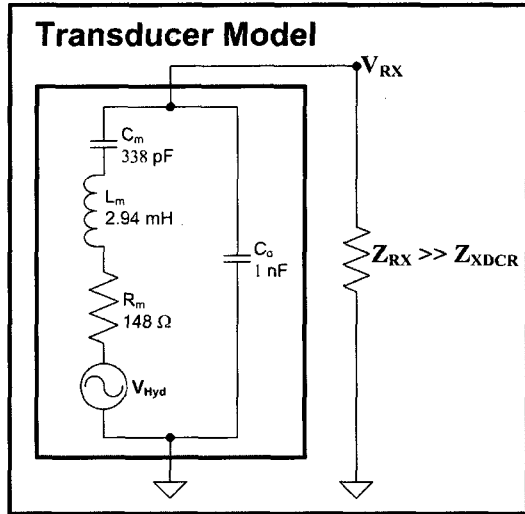 Transducer Model
V_RX
C_m
338 pF
L_m
2.94 mH
C_o
1 nF
Z_RX >> Z_XDCR
R_m
148 Ω
V_Hyd